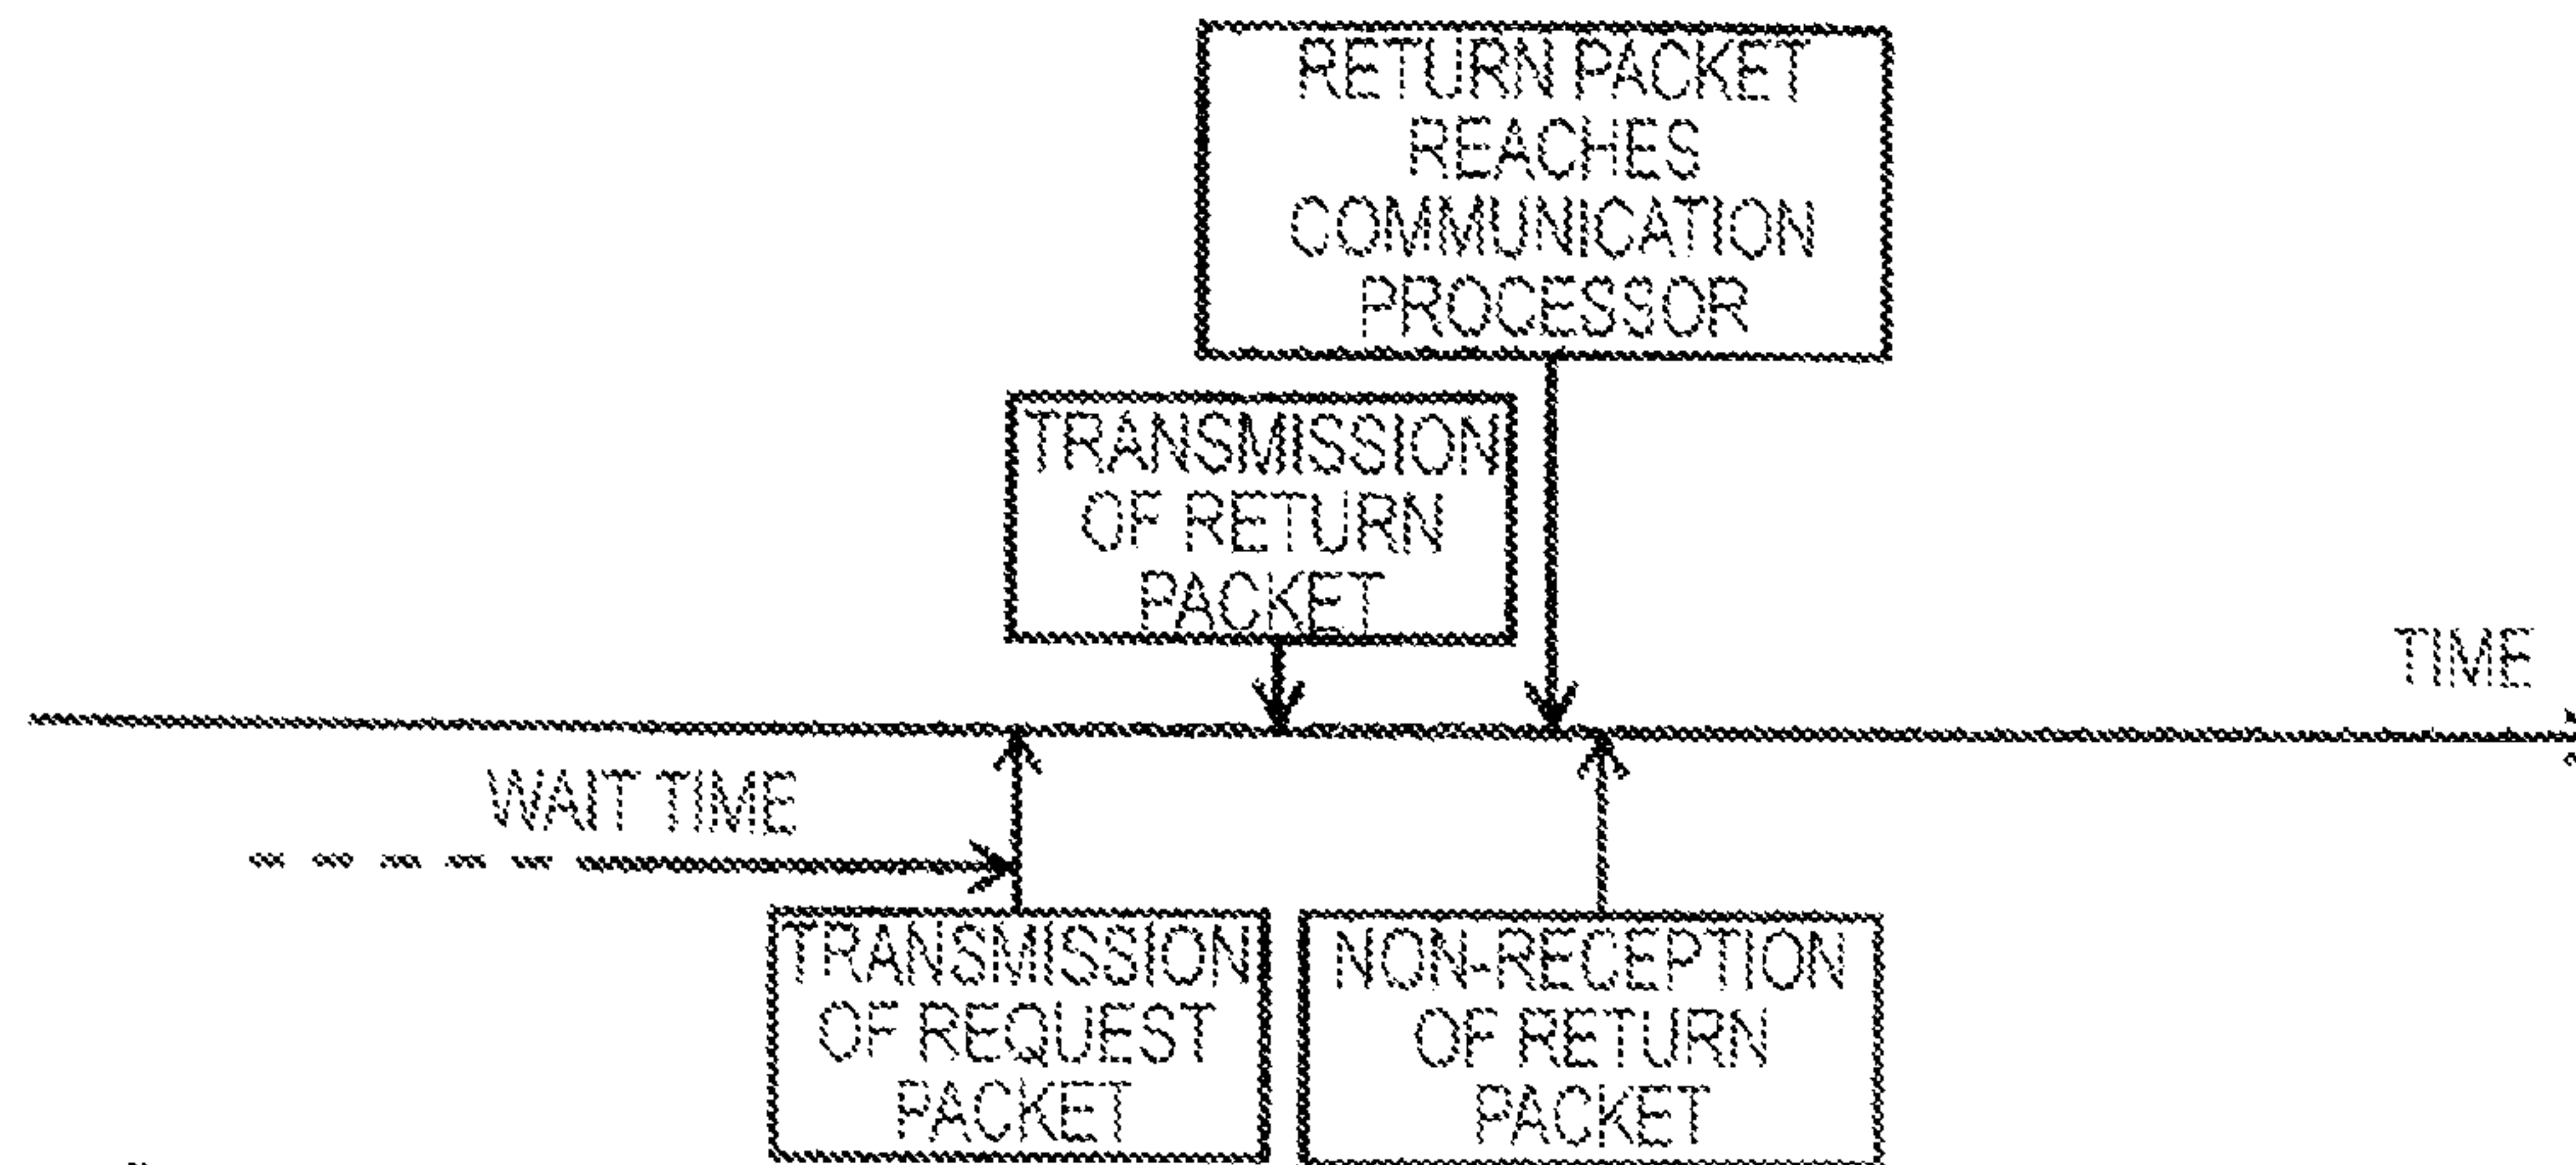 RETURN PACKET
REACHES
COMMUNICATION
PROCESSOR
TRANSMISSION
OF RETURN
PACKET
TIME
WAIT TIME
TRANSMISSION
OF REQUEST
PACKET
NON-RECEPTION
OF RETURN
PACKET